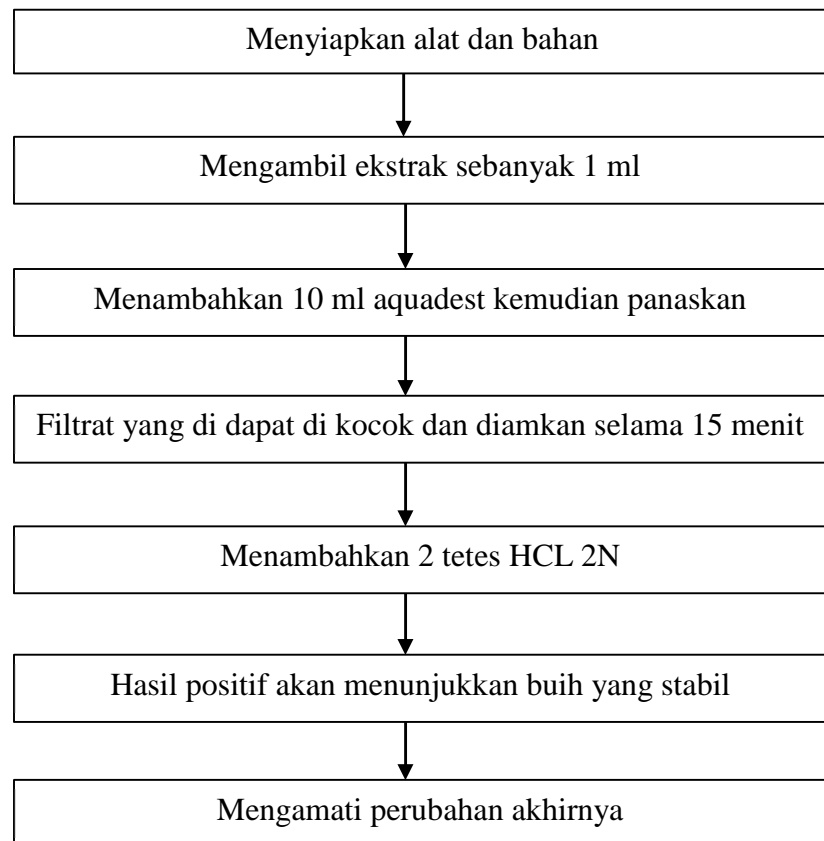 Menyiapkan alat dan bahan
Mengambil ekstrak sebanyak 1 ml
Menambahkan 10 ml aquadest kemudian panaskan
Filtrat yang di dapat di kocok dan diamkan selama 15 menit
Menambahkan 2 tetes HCL 2N
Hasil positif akan menunjukkan buih yang stabil
Mengamati perubahan akhirnya